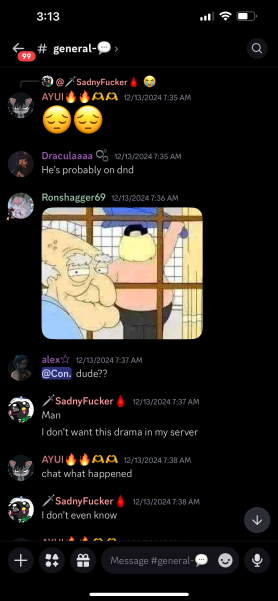 3:13
99
# general-💬 ›
@🗡️SadnyFucker🩸 😭
AYUI🔥🔥🫶🫶 12/13/2024 7:35 AM
😔😔
Draculaaaa 12/13/2024 7:35 AM
He's probably on dnd
Ronshagger69 12/13/2024 7:36 AM
alex☆ 12/13/2024 7:37 AM
@Con. dude??
🗡️SadnyFucker🩸 12/13/2024 7:37 AM
Man
I don't want this drama in my server
AYUI🔥🔥🫶🫶 12/13/2024 7:38 AM
chat what happened
🗡️SadnyFucker🩸 12/13/2024 7:38 AM
I don't even know
Message #general-💬